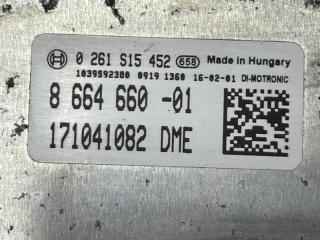 0 261 S15 452 658 Made in Hungary
1039S92380 0919 1360 16-02-01 DI-MOTRONIC
8 664 660 -01
171041082 DME